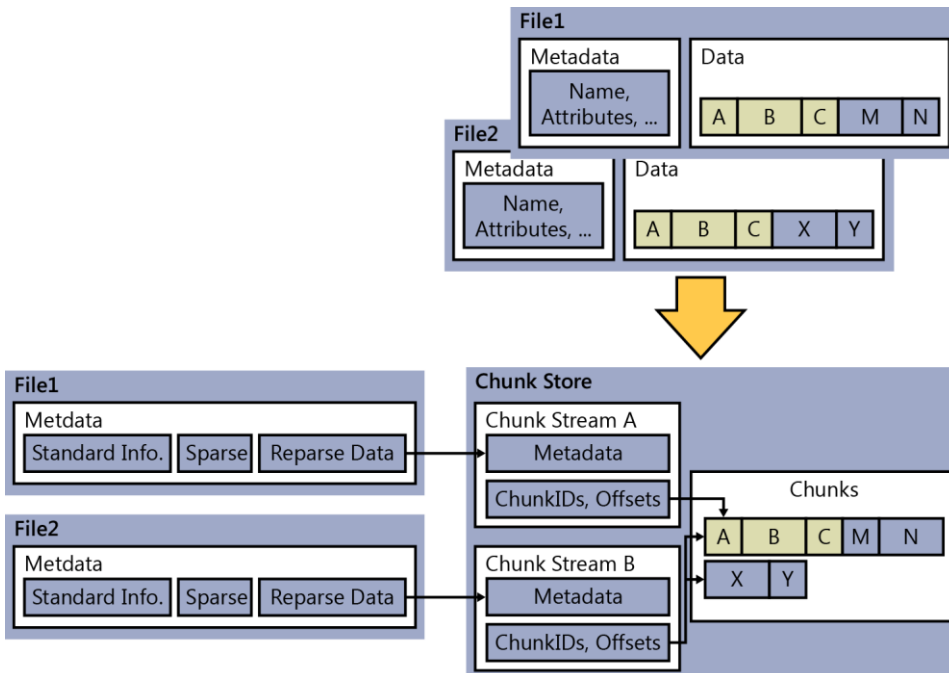 File1
Metadata
Name,
Attributes, ...
Data
A B C M N
File2
Metadata
Name,
Attributes, ...
Data
A B C X Y
File1
Metdata
Standard Info. Sparse Reparse Data
File2
Metdata
Standard Info. Sparse Reparse Data
Chunk Store
Chunk Stream A
Metadata
ChunkIDs, Offsets
Chunk Stream B
Metadata
ChunkIDs, Offsets
Chunks
A B C M N
X Y